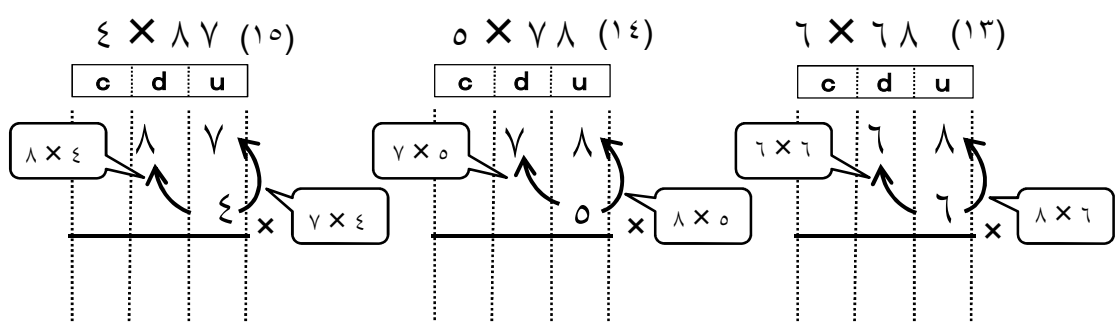 (١٣) ٦٨ × ٦
c d u
٦ ٨
٦ × ٦
٦
×
٦ × ٨
(١٤) ٧٨ × ٥
c d u
٧ ٨
٥ × ٧
٥
×
٥ × ٨
(١٥) ٨٧ × ٤
c d u
٨ ٧
٤ × ٨
٤
×
٤ × ٧